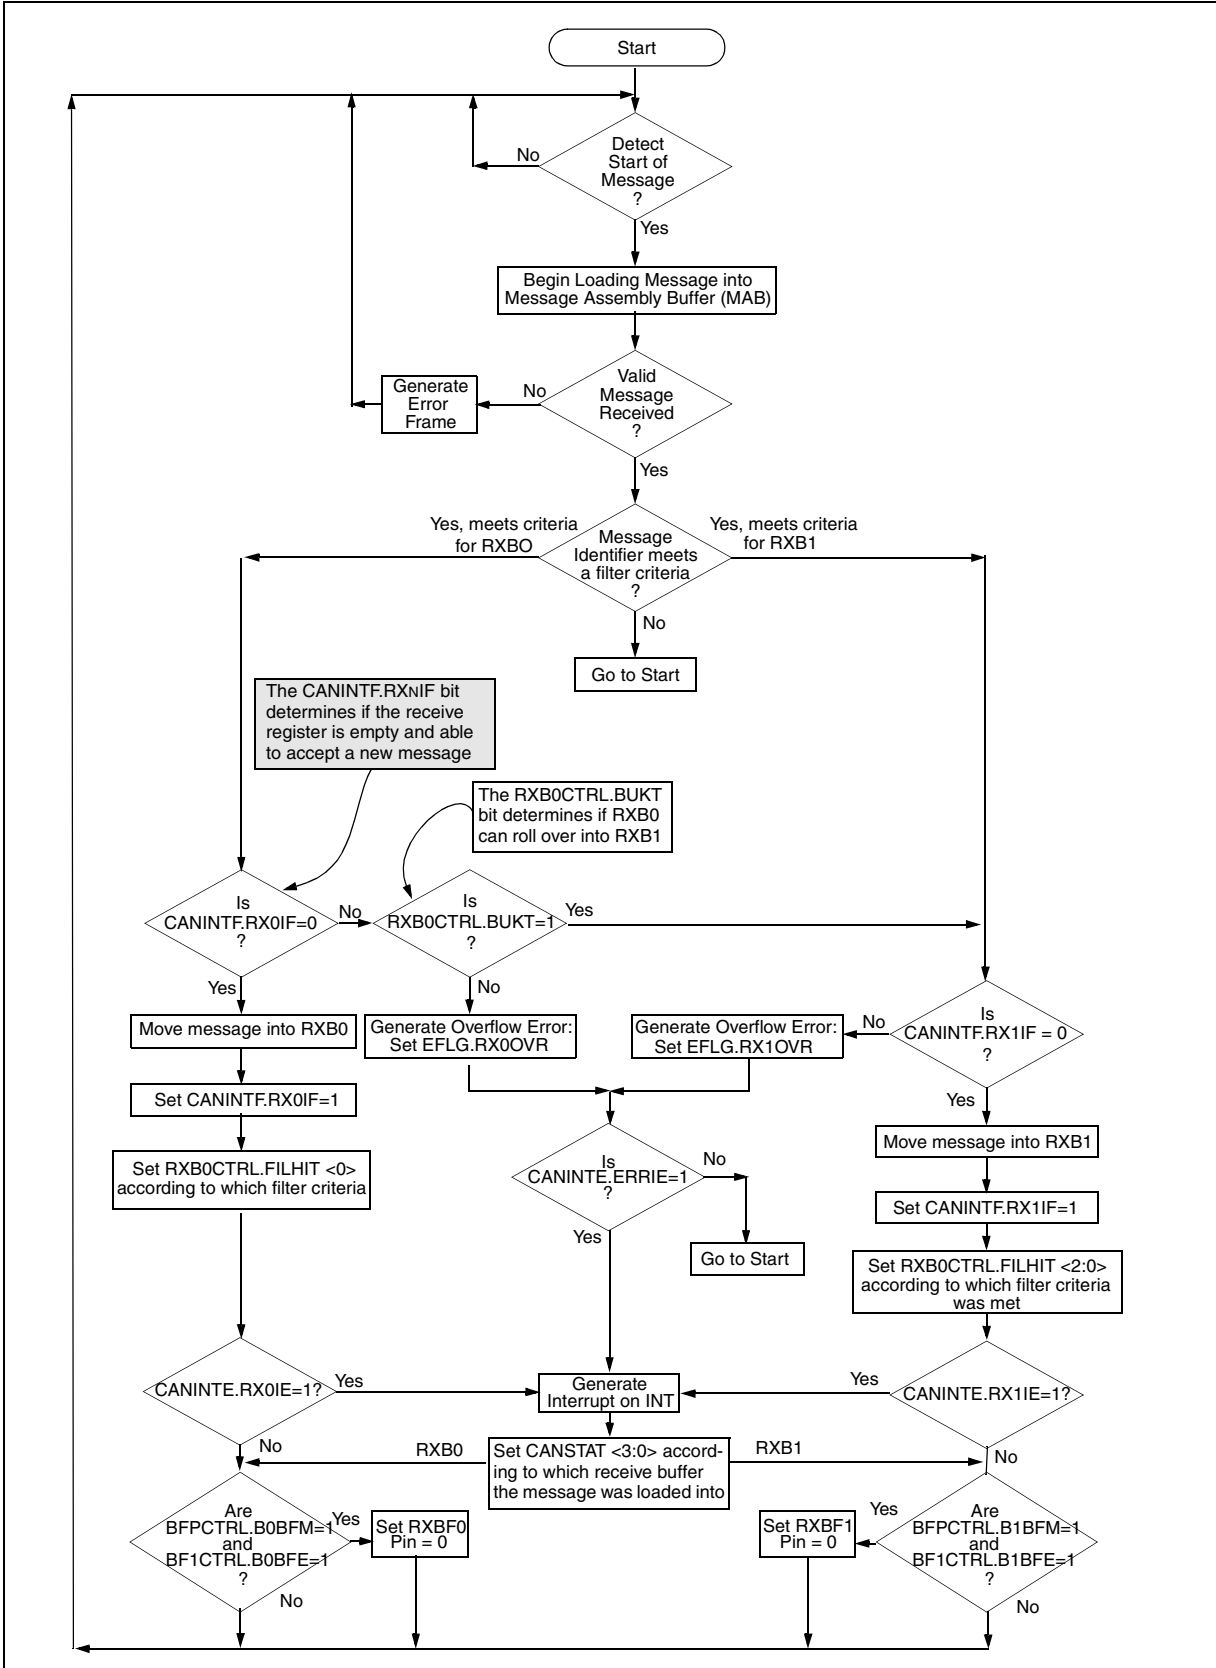 Start
Detect
Start of
Message
?
No
Yes
Begin Loading Message into
Message Assembly Buffer (MAB)
Valid
Message
Received
?
No
Generate
Error
Frame
Yes
Yes, meets criteria
for RXBO
Message
Identifier meets
a filter criteria
?
Yes, meets criteria
for RXB1
No
Go to Start
The CANINTF.RXNIF bit
determines if the receive
register is empty and able
to accept a new message
The RXB0CTRL.BUKT
bit determines if RXB0
can roll over into RXB1
Is
CANINTF.RX0IF=0
?
No
Is
RXB0CTRL.BUKT=1
?
Yes
Yes
No
Move message into RXB0
Generate Overflow Error:
Set EFLG.RX0OVR
Generate Overflow Error:
Set EFLG.RX1OVR
No
Is
CANINTF.RX1IF = 0
?
Set CANINTF.RX0IF=1
Yes
Move message into RXB1
Set RXB0CTRL.FILHIT <0>
according to which filter criteria
Is
CANINTE.ERRIE=1
?
No
Set CANINTF.RX1IF=1
Yes
Go to Start
Set RXB0CTRL.FILHIT <2:0>
according to which filter criteria
was met
CANINTE.RX0IE=1?
Yes
Generate
Interrupt on INT
Yes
CANINTE.RX1IE=1?
No
RXB0
Set CANSTAT <3:0> accord-
ing to which receive buffer
the message was loaded into
RXB1
No
Are
BFPCTRL.B0BFM=1
and
BF1CTRL.B0BFE=1
?
Yes
Set RXBF0
Pin = 0
Set RXBF1
Pin = 0
Yes
Are
BFPCTRL.B1BFM=1
and
BF1CTRL.B1BFE=1
?
No
No